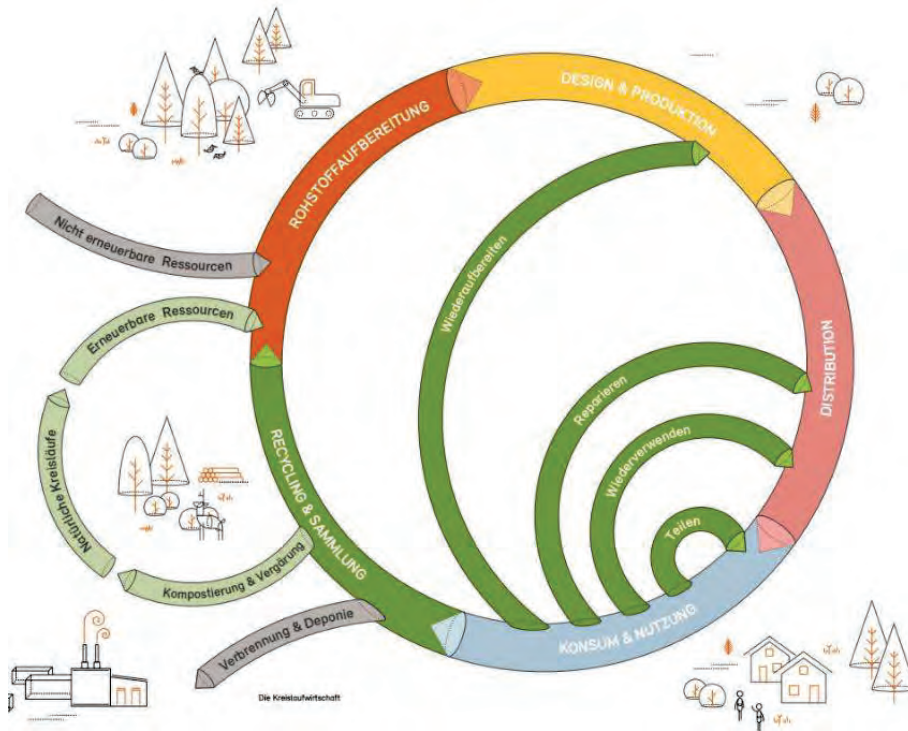 DESIGN & PRODUKTION
ROHSTOFFAUFBEREITUNG
Nicht erneuerbare Ressourcen
Wiederaufbereiten
Erneuerbare Ressourcen
DISTRIBUTION
Reparieren
Wiederverwenden
Natürliche Kreisläufe
RECYCLING & SAMMLUNG
Teilen
Kompostierung & Vergärung
Verbrennung & Deponie
KONSUM & NUTZUNG
Die Kreislaufwirtschaft